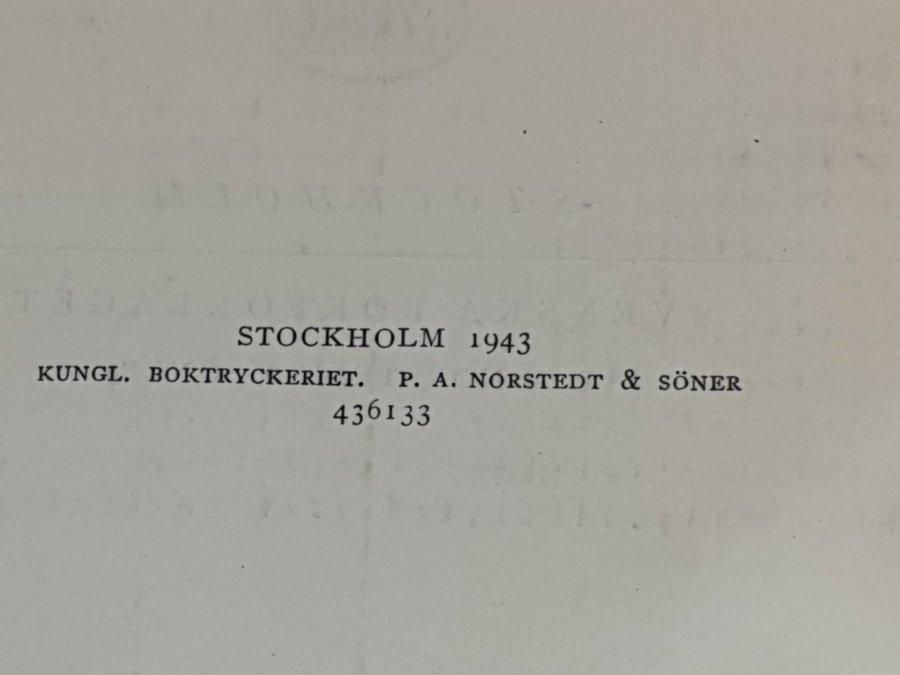 STOCKHOLM 1943
KUNGL. BOKTRYCKERIET. P. A. NORSTEDT & SÖNER
436133